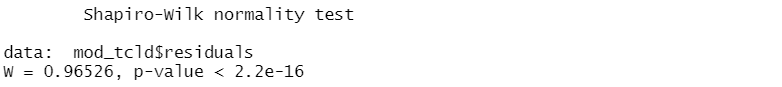 Shapiro-Wilk normality test
data: mod_tcld$residuals
W = 0.96526, p-value < 2.2e-16